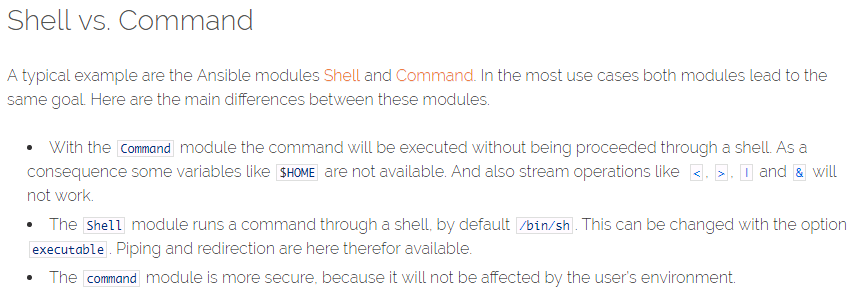 Shell vs. Command
A typical example are the Ansible modules Shell and Command. In the most use cases both modules lead to the
same goal. Here are the main differences between these modules.
• With the Command module the command will be executed without being proceeded through a shell. As a
consequence some variables like $HOME are not available. And also stream operations like <, >, | and & will
not work.
• The Shell module runs a command through a shell, by default /bin/sh. This can be changed with the option
executable. Piping and redirection are here therefor available.
• The command module is more secure, because it will not be affected by the user's environment.